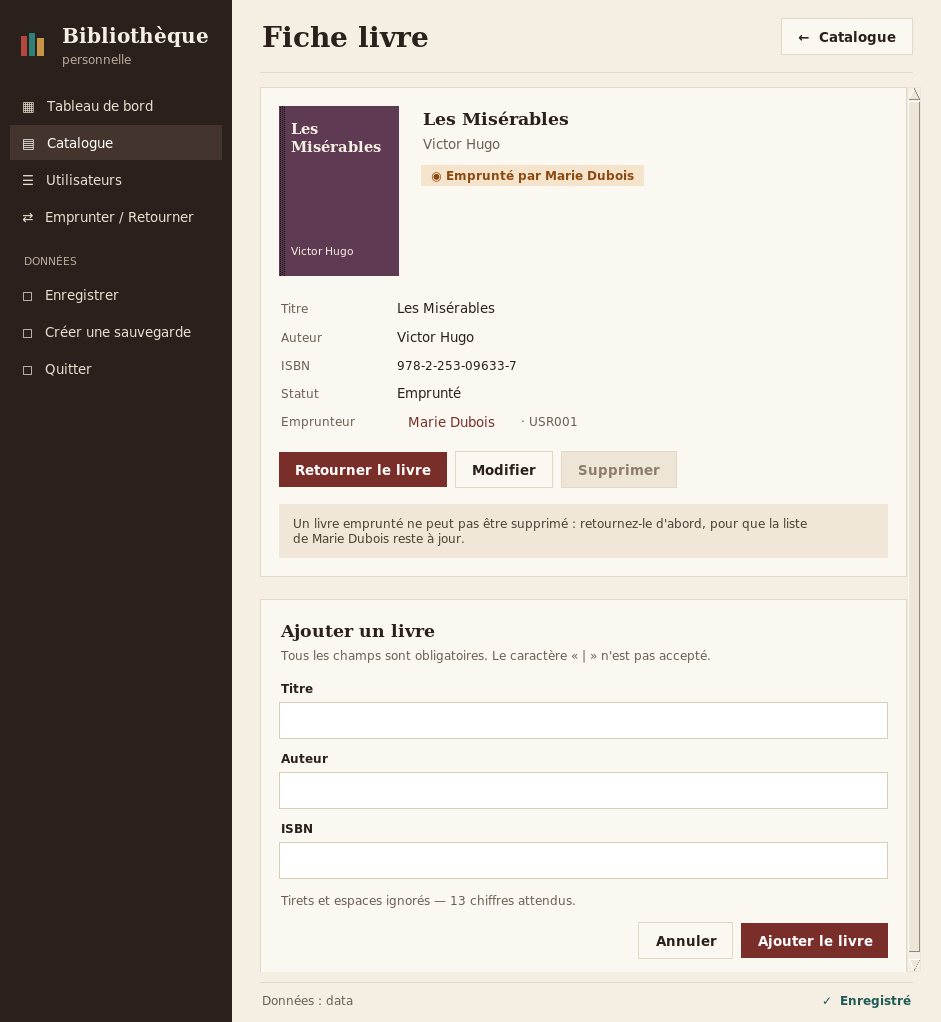 Bibliothèque
personnelle
Tableau de bord
Catalogue
Utilisateurs
Emprunter / Retourner
DONNÉES
Enregistrer
Créer une sauvegarde
Quitter
Fiche livre
← Catalogue
Les
Misérables
Victor Hugo
Les Misérables
Victor Hugo
◉ Emprunté par Marie Dubois
Titre Les Misérables
Auteur Victor Hugo
ISBN 978-2-253-09633-7
Statut Emprunté
Emprunteur Marie Dubois · USR001
Retourner le livre Modifier Supprimer
Un livre emprunté ne peut pas être supprimé : retournez-le d'abord, pour que la liste
de Marie Dubois reste à jour.
Ajouter un livre
Tous les champs sont obligatoires. Le caractère « | » n'est pas accepté.
Titre
Auteur
ISBN
Tirets et espaces ignorés — 13 chiffres attendus.
Annuler Ajouter le livre
Données : data
✓ Enregistré